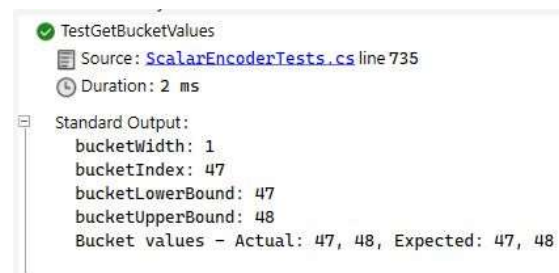 TestGetBucketValues
Source: ScalarEncoderTests.cs line 735
Duration: 2 ms
Standard Output:
bucketWidth: 1
bucketIndex: 47
bucketLowerBound: 47
bucketUpperBound: 48
Bucket values – Actual: 47, 48, Expected: 47, 48